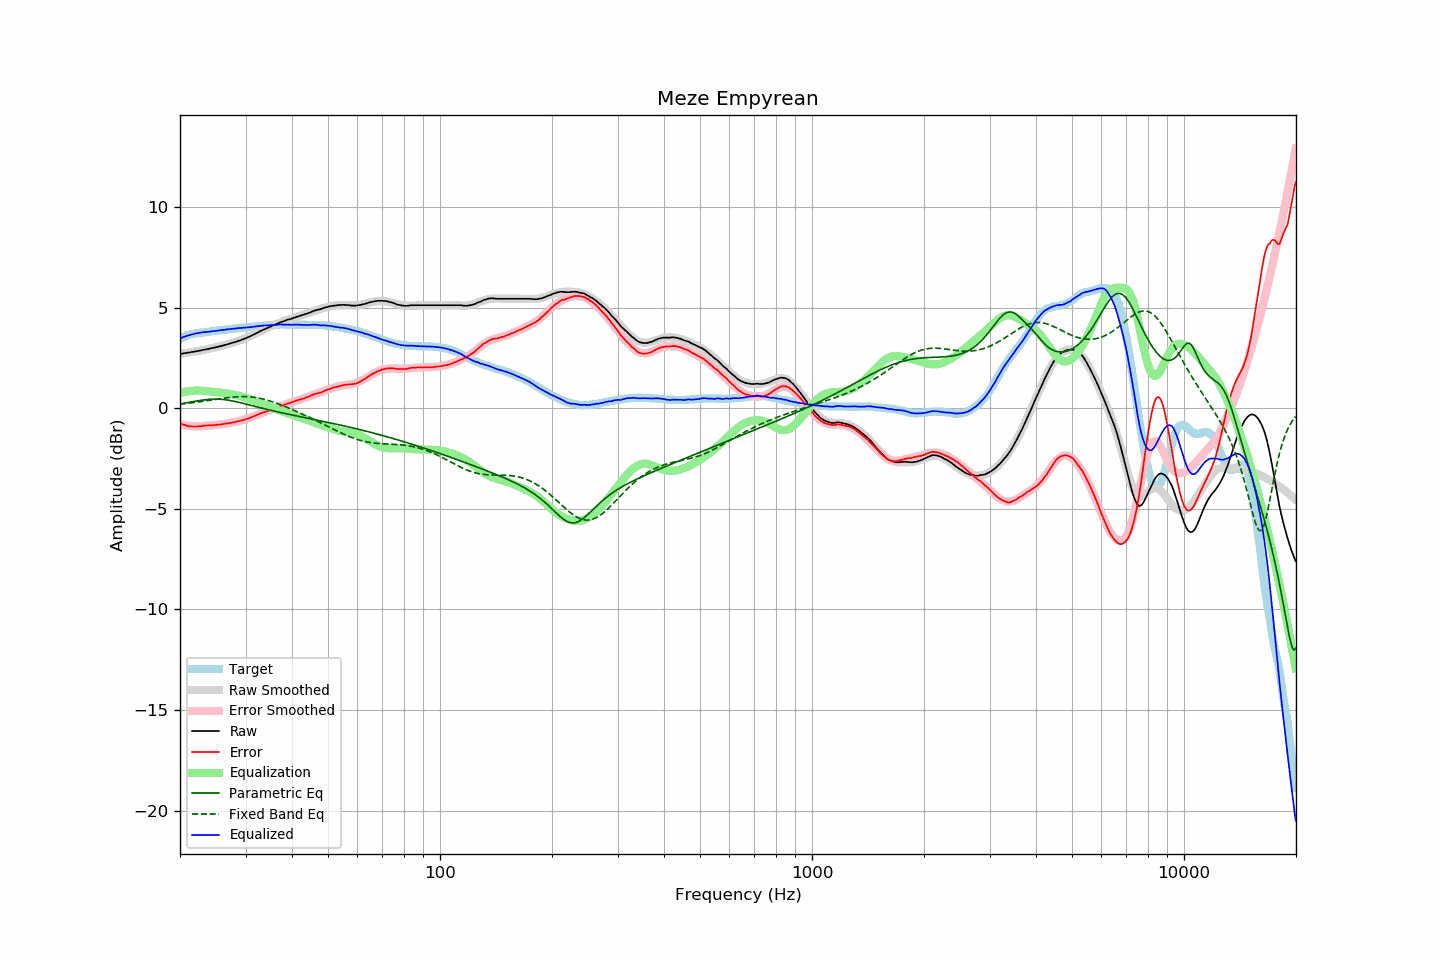 Meze Empyrean
Amplitude (dBr)
10
5
0
−5
−10
−15
−20
Target
Raw Smoothed
Error Smoothed
Raw
Error
Equalization
Parametric Eq
Fixed Band Eq
Equalized
100
1000
10000
Frequency (Hz)